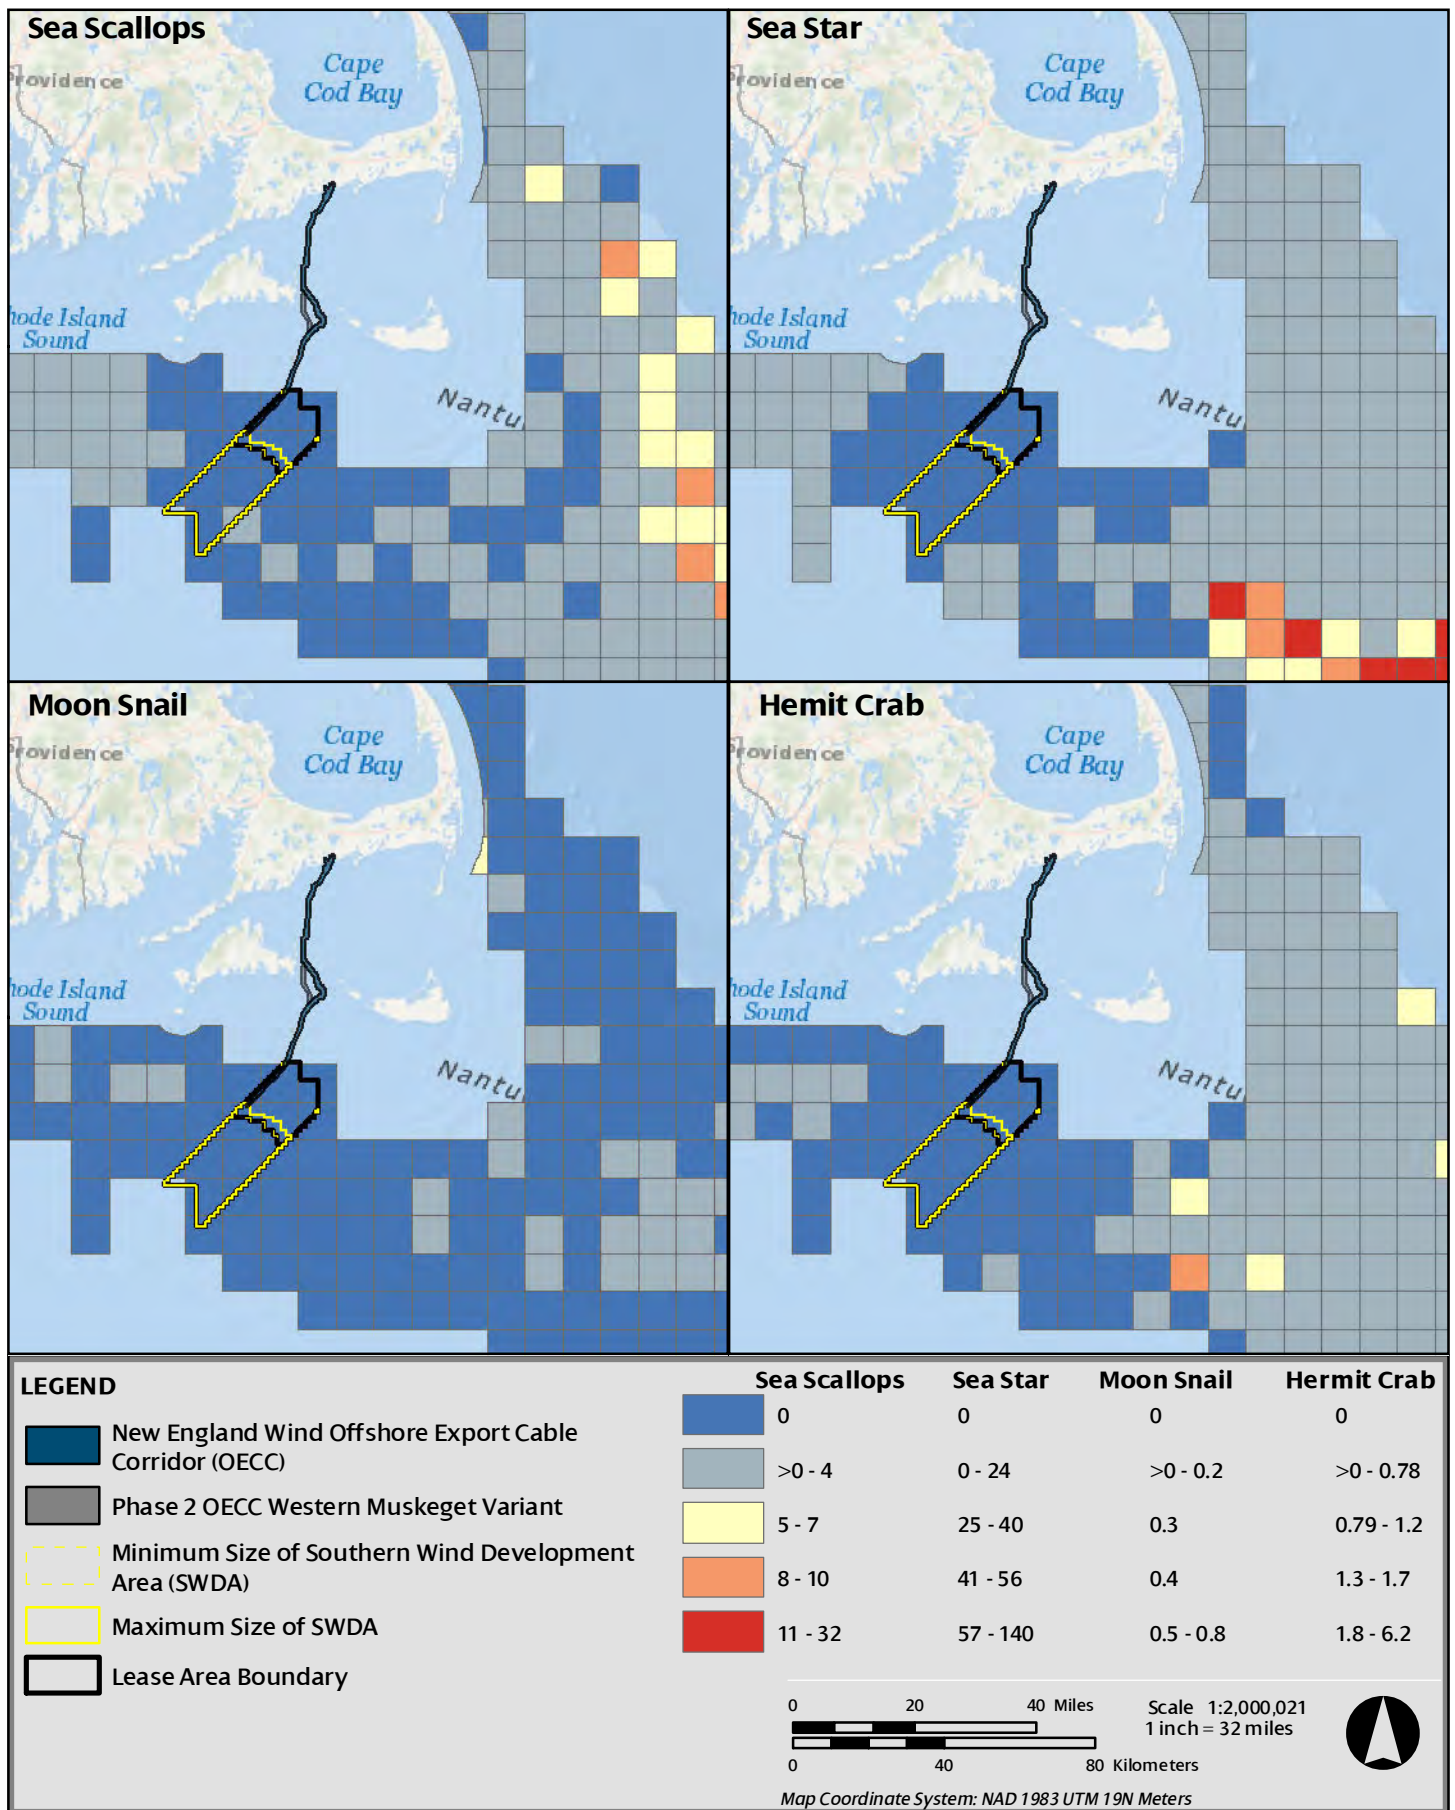 Sea Scallops
Cape
Cod Bay
Providence
hode Island
Sound
Nantu
Sea Star
Cape
Cod Bay
Providence
hode Island
Sound
Nantu
Moon Snail
Cape
Cod Bay
Providence
hode Island
Sound
Nantu
Hemit Crab
Cape
Cod Bay
Providence
hode Island
Sound
Nantu
LEGEND
New England Wind Offshore Export Cable
Corridor (OECC)
Phase 2 OECC Western Muskeget Variant
Minimum Size of Southern Wind Development
Area (SWDA)
Maximum Size of SWDA
Lease Area Boundary
Sea Scallops Sea Star Moon Snail Hermit Crab
0 0 0 0
>0 - 4 0 - 24 >0 - 0.2 >0 - 0.78
5 - 7 25 - 40 0.3 0.79 - 1.2
8 - 10 41 - 56 0.4 1.3 - 1.7
11 - 32 57 - 140 0.5 - 0.8 1.8 - 6.2
0 20 40 Miles
0 40 80 Kilometers
Scale 1:2,000,021
1 inch = 32 miles
Map Coordinate System: NAD 1983 UTM 19N Meters